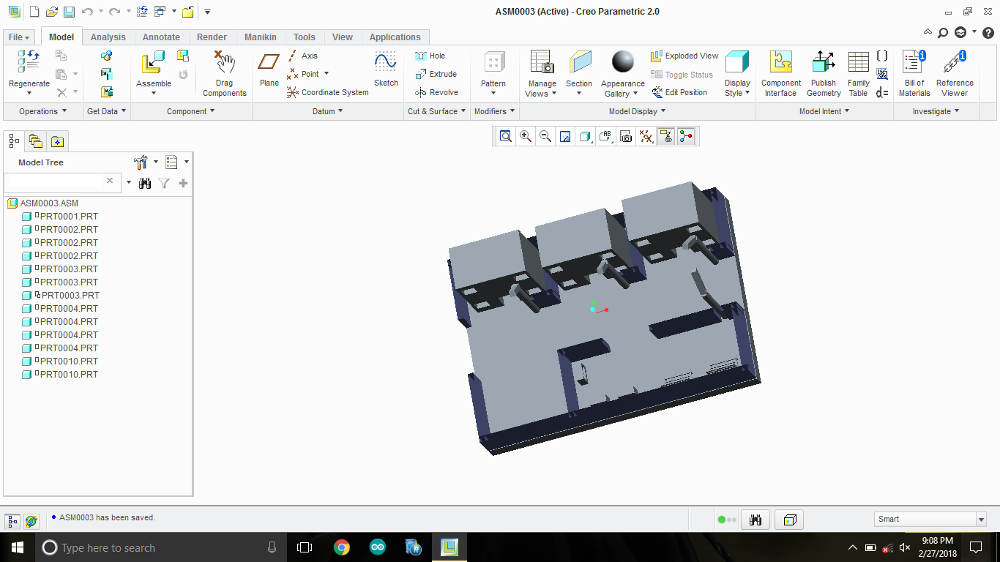 ASM0003 (Active) - Creo Parametric 2.0
File Model Analysis Annotate Render Manikin Tools View Applications
Regenerate
Operations
Get Data
Assemble
Drag
Components
Component
Plane
Axis
Point
Coordinate System
Sketch
Datum
Hole
Extrude
Revolve
Cut & Surface
Pattern
Modifiers
Manage
Views
Section
Appearance
Gallery
Exploded View
Toggle Status
Edit Position
Display
Style
Model Display
Component
Interface
Publish
Geometry
Family
Table
Model Intent
Bill of
Materials
Reference
Viewer
Investigate
Model Tree
ASM0003.ASM
PRT0001.PRT
PRT0002.PRT
PRT0002.PRT
PRT0002.PRT
PRT0003.PRT
PRT0003.PRT
PRT0003.PRT
PRT0004.PRT
PRT0004.PRT
PRT0004.PRT
PRT0004.PRT
PRT0010.PRT
PRT0010.PRT
ASM0003 has been saved.
Smart
Type here to search
9:08 PM
2/27/2018